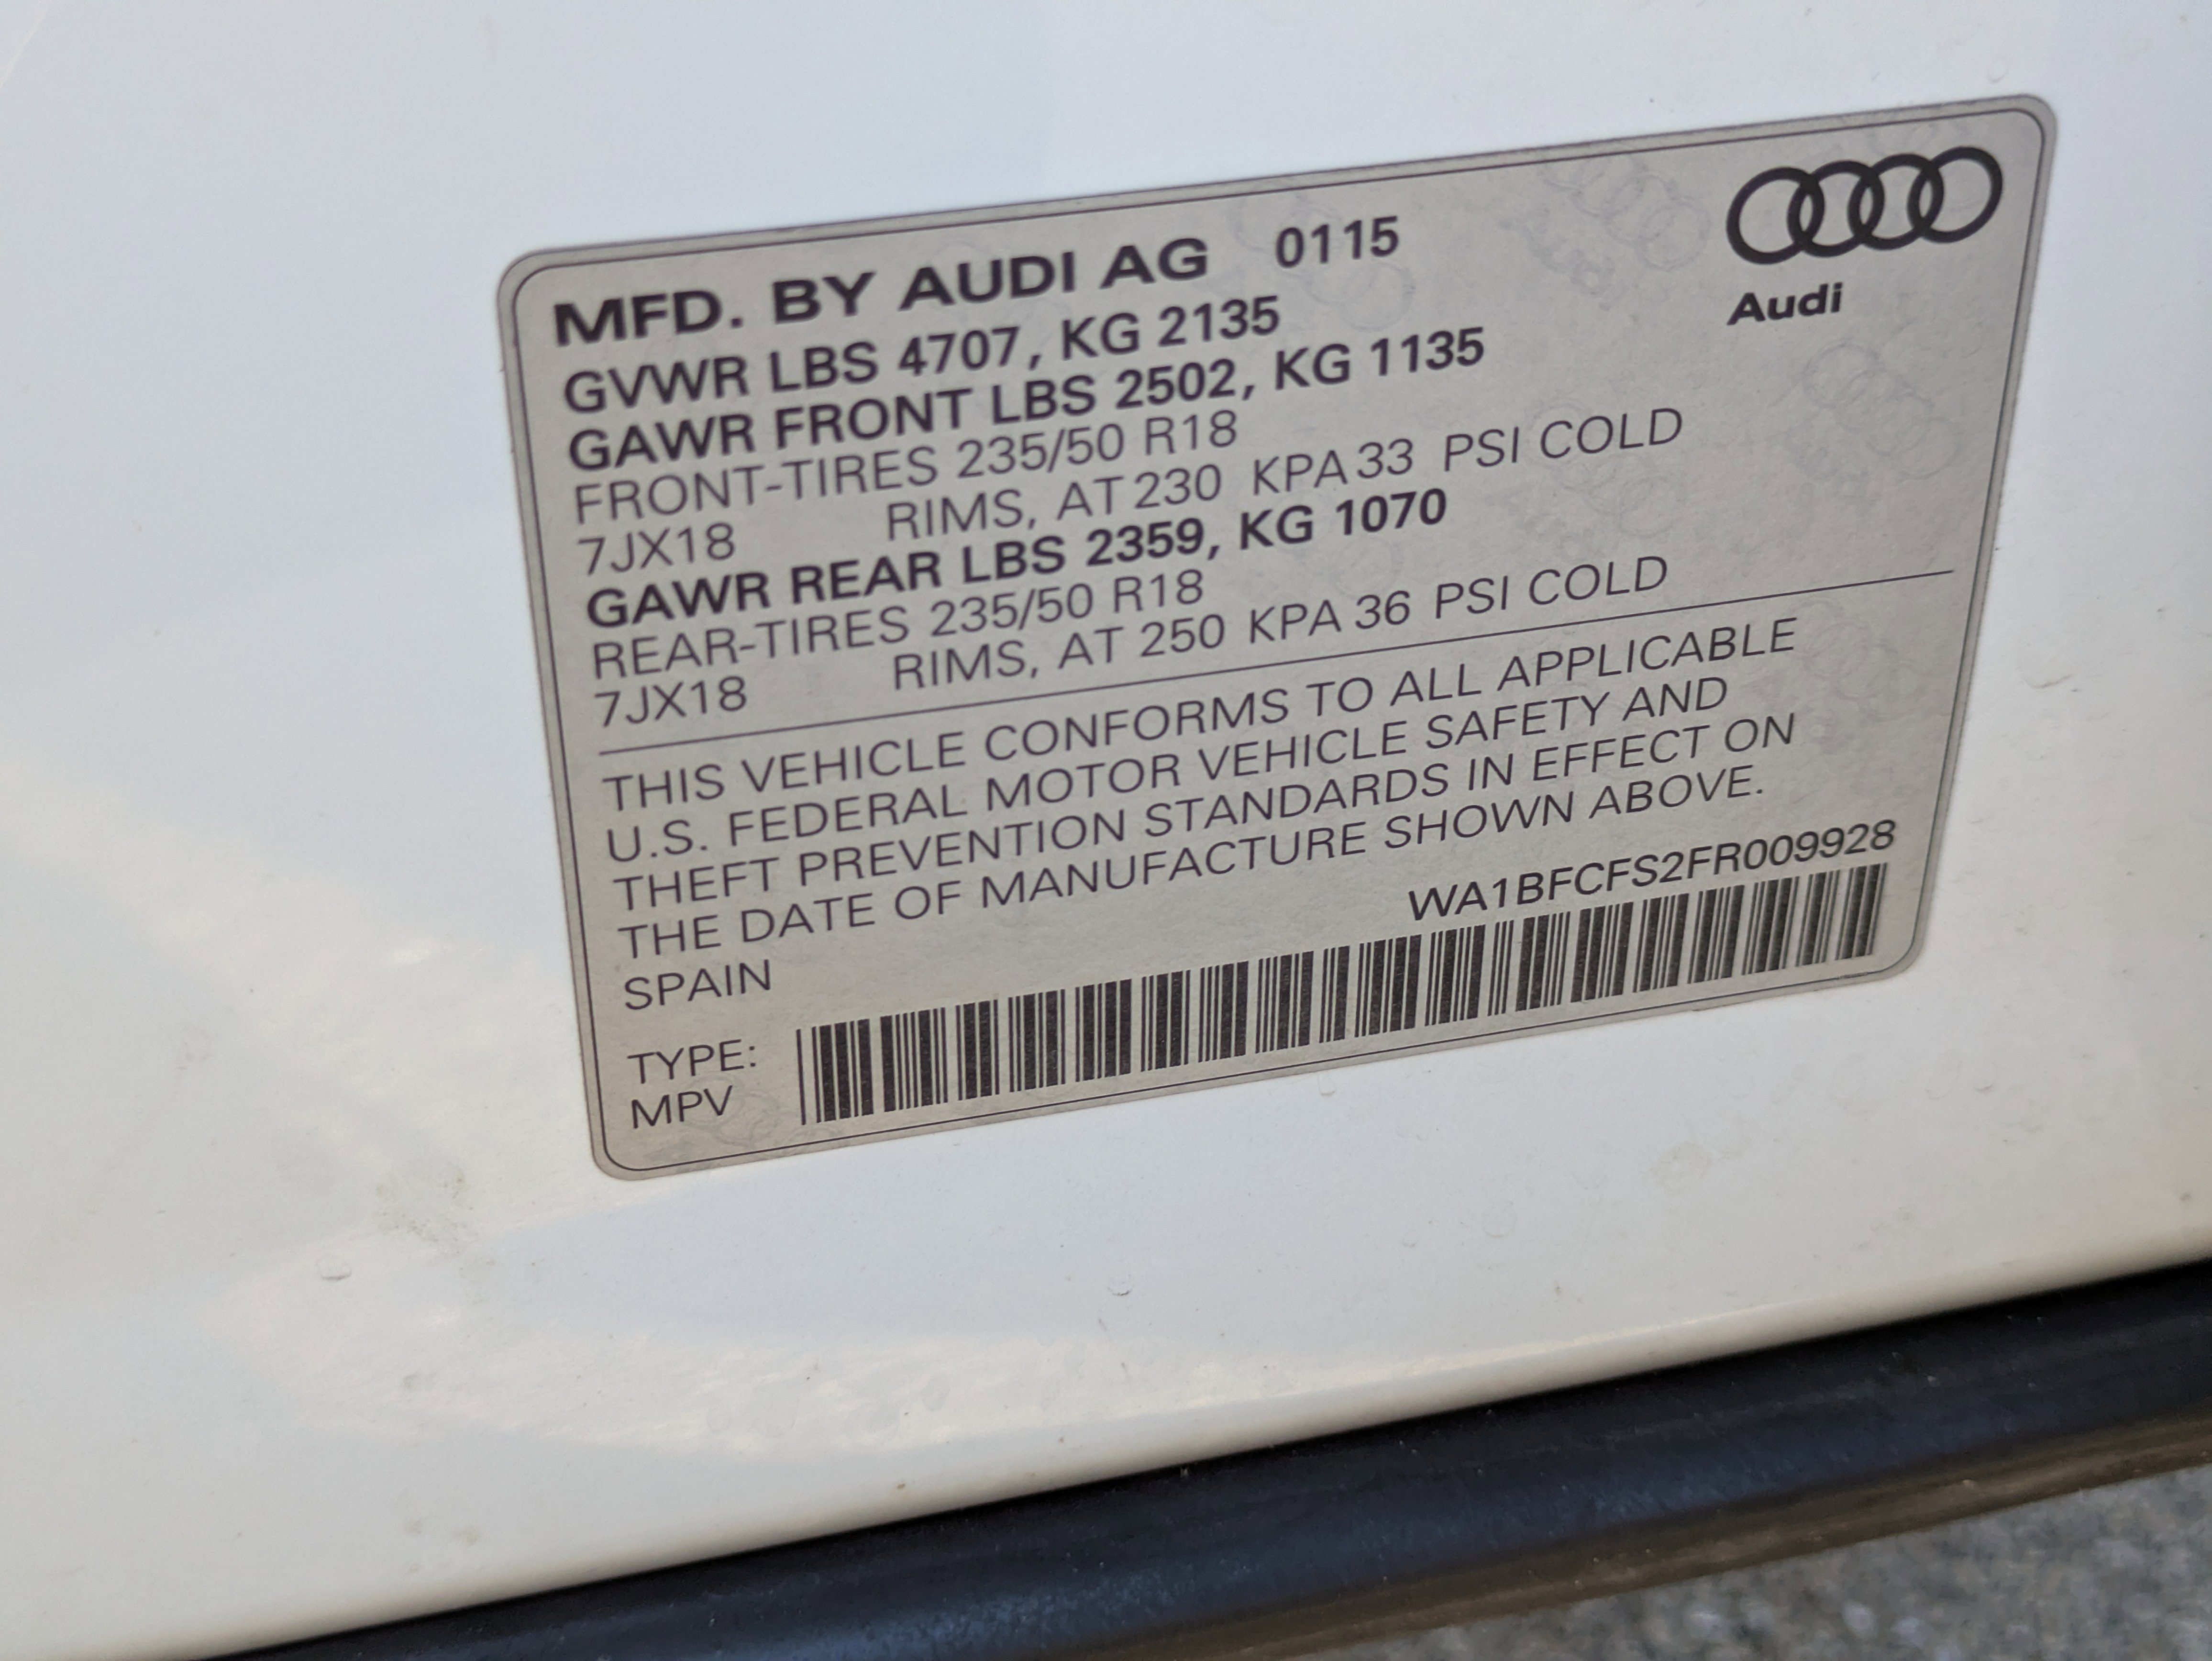 MFD. BY AUDI AG 0115
Audi
GVWR LBS 4707, KG 2135
GAWR FRONT LBS 2502, KG 1135
FRONT-TIRES 235/50 R18
7JX18 RIMS, AT 230 KPA 33 PSI COLD
GAWR REAR LBS 2359, KG 1070
REAR-TIRES 235/50 R18
7JX18 RIMS, AT 250 KPA 36 PSI COLD
THIS VEHICLE CONFORMS TO ALL APPLICABLE
U.S. FEDERAL MOTOR VEHICLE SAFETY AND
THEFT PREVENTION STANDARDS IN EFFECT ON
THE DATE OF MANUFACTURE SHOWN ABOVE.
SPAIN
WA1BFCFS2FR009928
TYPE:
MPV